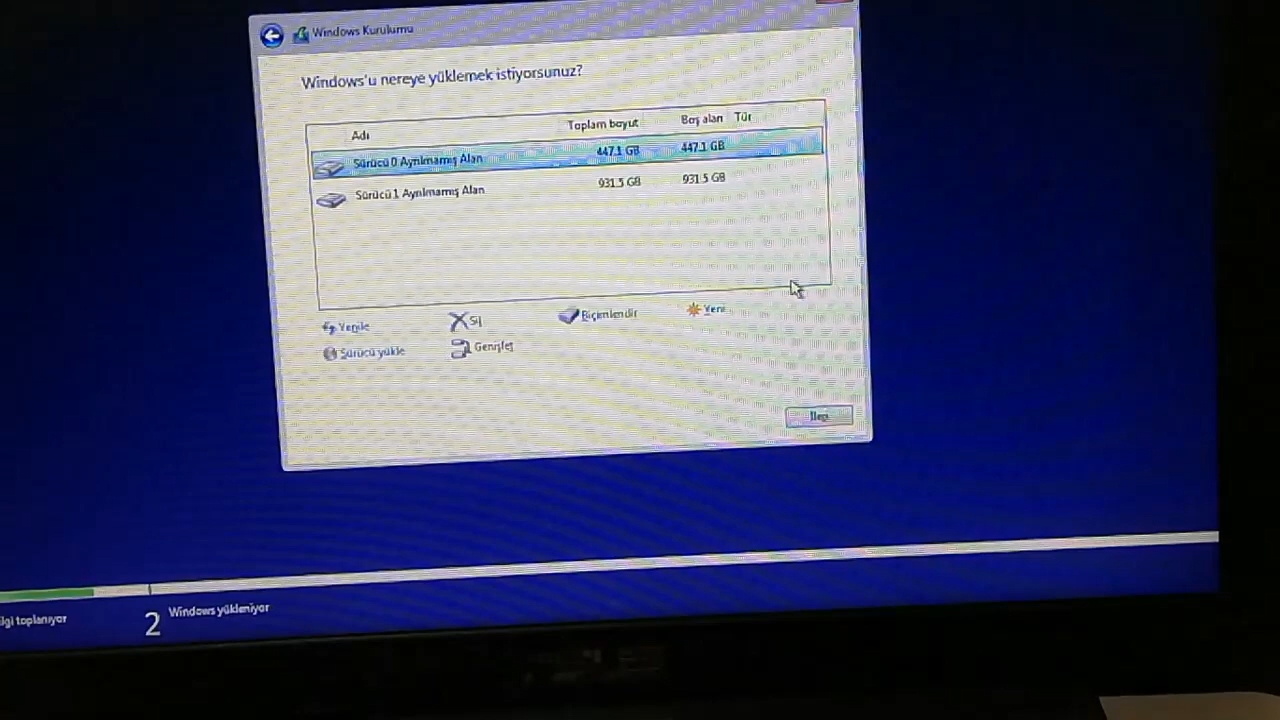 Windows Kurulumu
Windows'u nereye yüklemek istiyorsunuz?
Adı Toplam boyut Boş alan Tür
Sürücü 0 Ayrılmamış Alan 447.1 GB 447.1 GB
Sürücü 1 Ayrılmamış Alan 931.5 GB 931.5 GB
Yenile Sil Biçimlendir Yeni
Sürücü yükle Genişlet
İleri
ilgi toplanıyor 2 Windows yükleniyor